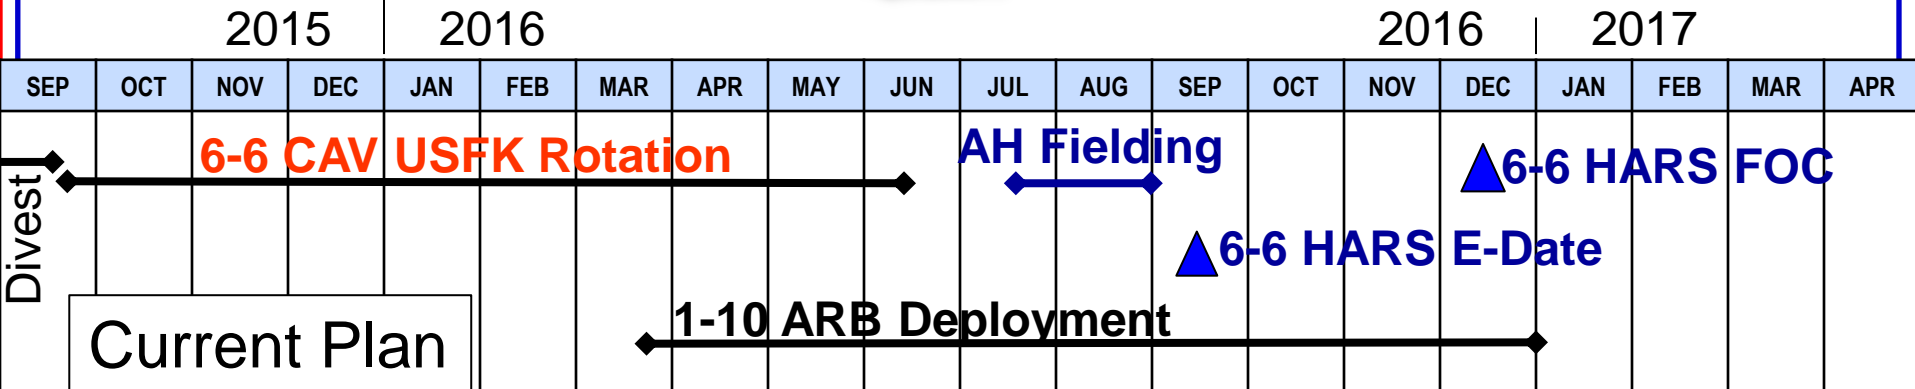 2015 2016 2016 2017
SEP OCT NOV DEC JAN FEB MAR APR MAY JUN JUL AUG SEP OCT NOV DEC JAN FEB MAR APR
6-6 CAV USFK Rotation
AH Fielding
6-6 HARS FOC
Divest
6-6 HARS E-Date
1-10 ARB Deployment
Current Plan